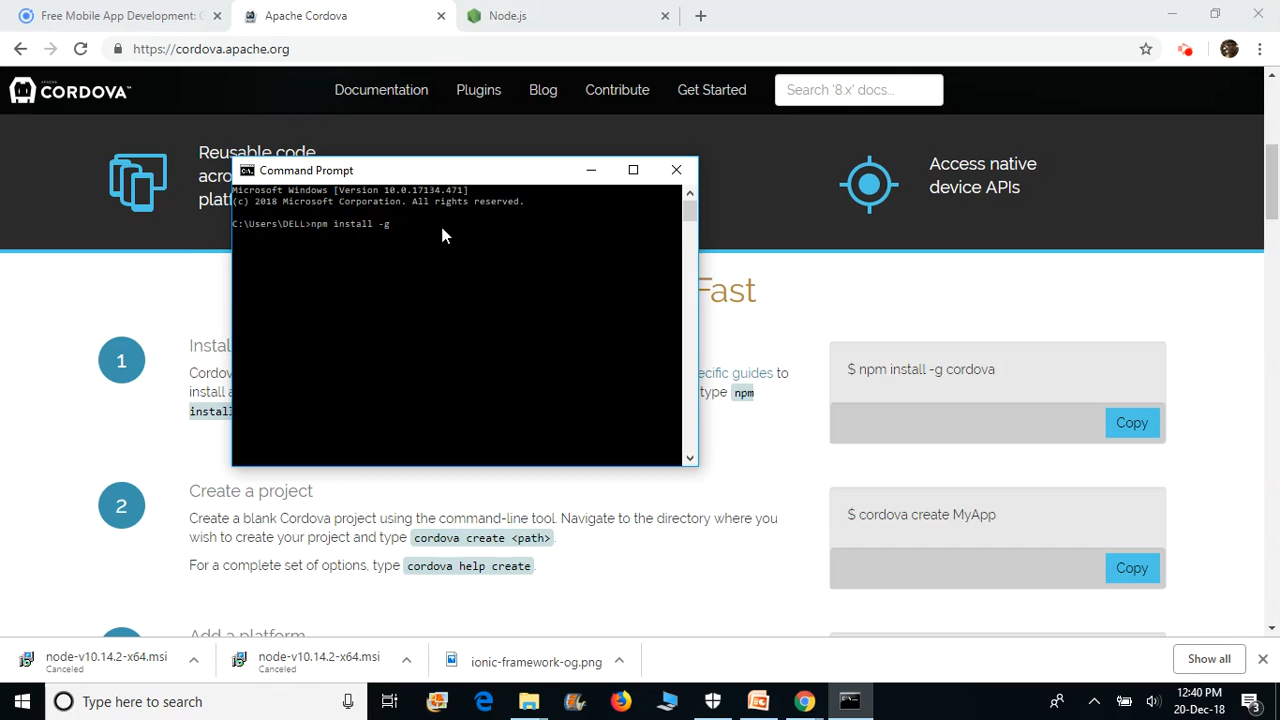 Free Mobile App Development:
Apache Cordova
Node.js
https://cordova.apache.org
CORDOVA™
Documentation
Plugins
Blog
Contribute
Get Started
Search '8.x' docs...
Reusable code
Access native
device APIs
Command Prompt
Microsoft Windows [Version 10.0.17134.471]
(c) 2018 Microsoft Corporation. All rights reserved.
C:\Users\DELL>npm install -g
Fast
1
ecific guides to
type npm
$ npm install -g cordova
Copy
2
Create a project
Create a blank Cordova project using the command-line tool. Navigate to the directory where you
wish to create your project and type cordova create <path>.
For a complete set of options, type cordova help create.
$ cordova create MyApp
Copy
Add a platform
node-v10.14.2-x64.msi
Canceled
node-v10.14.2-x64.msi
Canceled
ionic-framework-og.png
Show all
Type here to search
12:40 PM
20-Dec-18
3